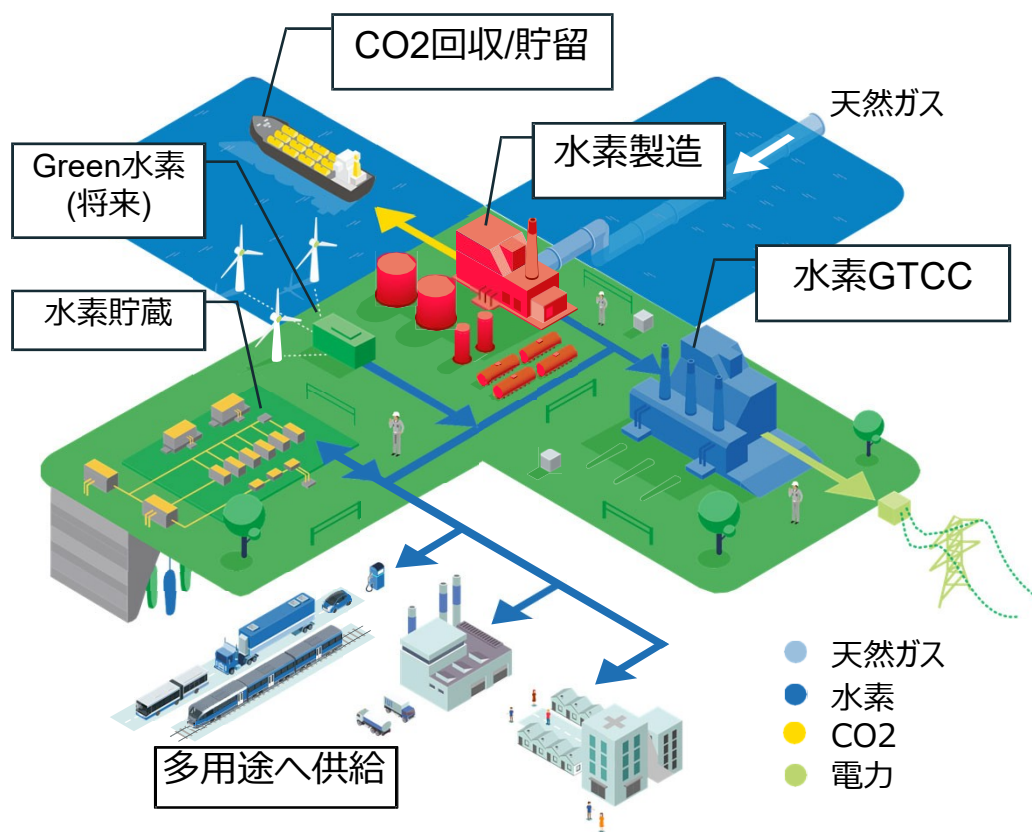 CO2回収/貯留
天然ガス
Green水素
(将来)
水素製造
水素GTCC
水素貯蔵
多用途へ供給
天然ガス
水素
CO2
電力